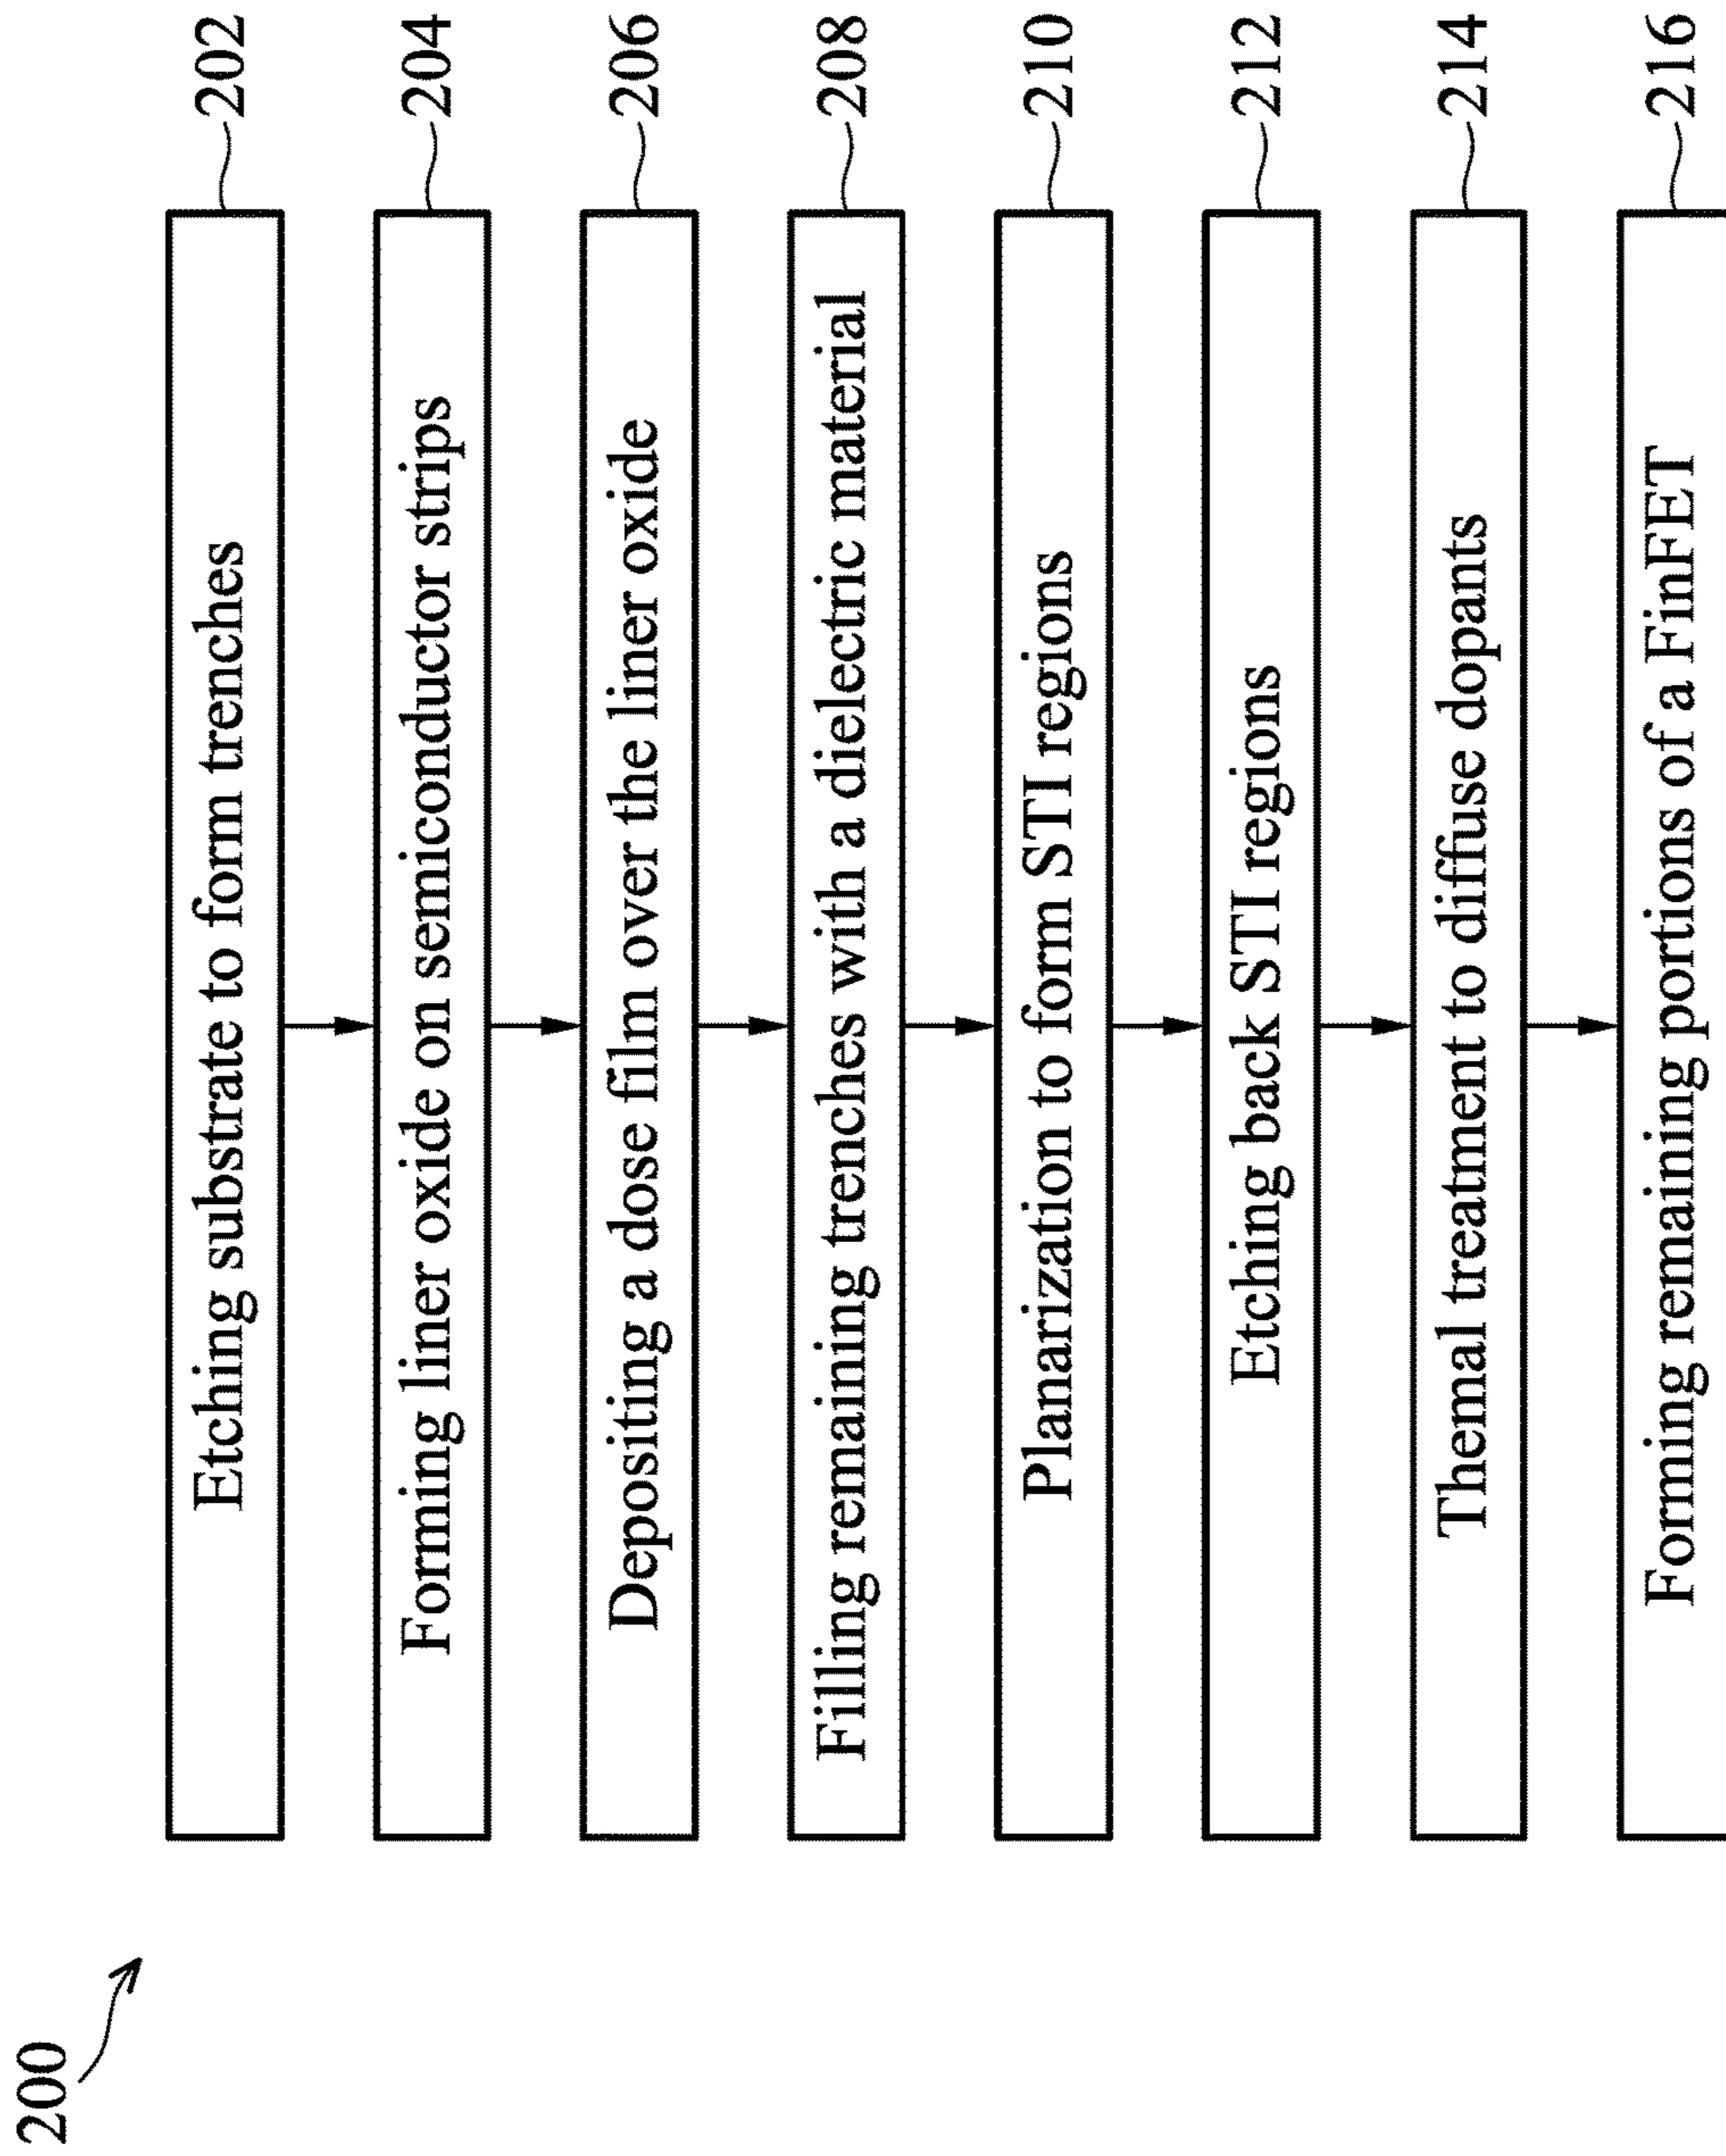 200
Etching substrate to form trenches 202
Forming liner oxide on semiconductor strips 204
Depositing a dose film over the liner oxide 206
Filling remaining trenches with a dielectric material 208
Planarization to form STI regions 210
Etching back STI regions 212
Themal treatment to diffuse dopants 214
Forming remaining portions of a FinFET 216